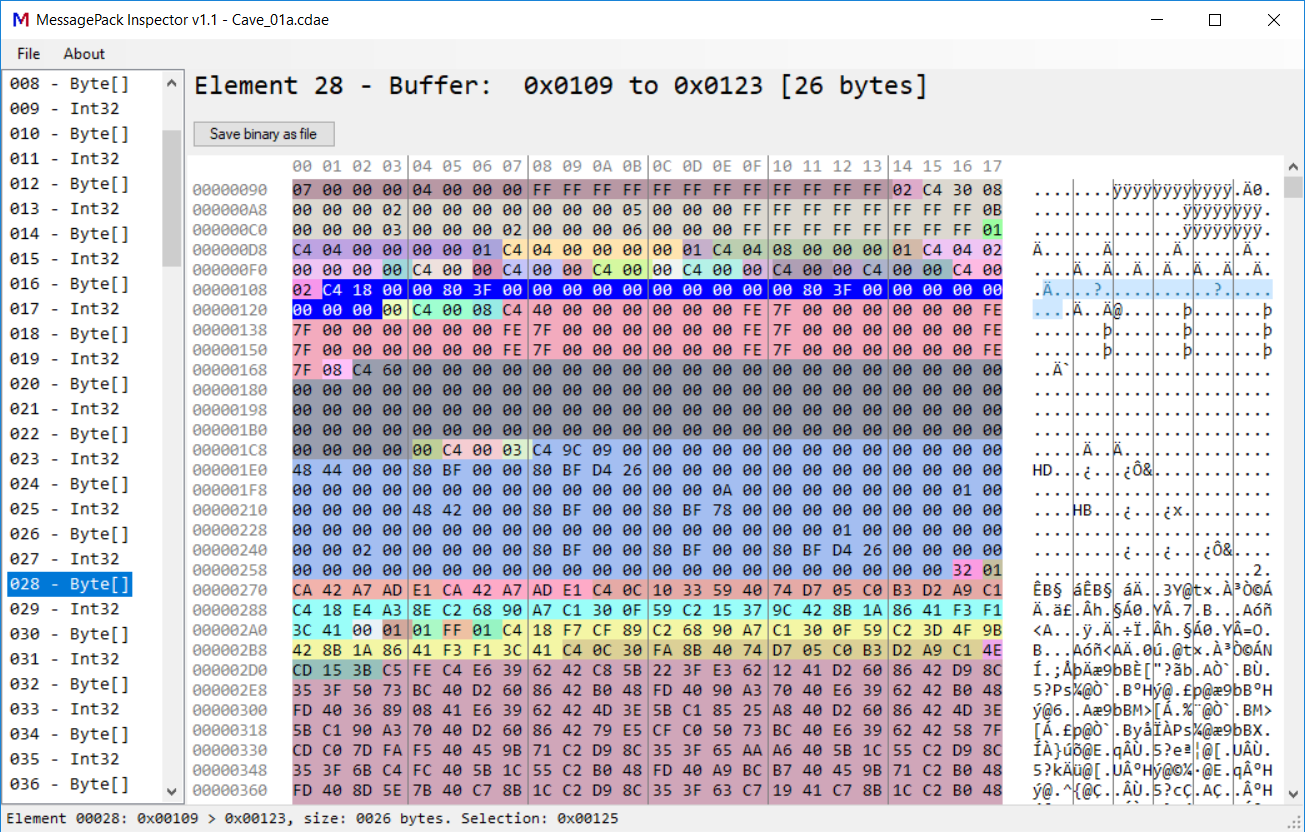 MessagePack Inspector v1.1 - Cave_01a.cdae
File About
008 - Byte[]
009 - Int32
010 - Byte[]
011 - Int32
012 - Byte[]
013 - Int32
014 - Byte[]
015 - Int32
016 - Byte[]
017 - Int32
018 - Byte[]
019 - Int32
020 - Byte[]
021 - Int32
022 - Byte[]
023 - Int32
024 - Byte[]
025 - Int32
026 - Byte[]
027 - Int32
028 - Byte[]
029 - Int32
030 - Byte[]
031 - Int32
032 - Byte[]
033 - Int32
034 - Byte[]
035 - Int32
036 - Byte[]
Element 28 - Buffer: 0x0109 to 0x0123 [26 bytes]
Save binary as file
00 01 02 03 04 05 06 07 08 09 0A 0B 0C 0D 0E 0F 10 11 12 13 14 15 16 17
00000090 07 00 00 00 04 00 00 00 FF FF FF FF FF FF FF FF FF FF FF FF 02 C4 30 08 ........ÿÿÿÿÿÿÿÿÿÿÿÿ.Ä0.
000000A8 00 00 00 02 00 00 00 00 00 00 00 05 00 00 00 FF FF FF FF FF FF FF FF 0B ...............ÿÿÿÿÿÿÿÿ.
000000C0 00 00 00 03 00 00 00 02 00 00 00 06 00 00 00 FF FF FF FF FF FF FF FF 01 ...............ÿÿÿÿÿÿÿÿ.
000000D8 C4 04 00 00 00 00 01 C4 04 00 00 00 00 01 C4 04 08 00 00 00 01 C4 04 02 Ä......Ä......Ä......Ä..
000000F0 00 00 00 00 C4 00 00 C4 00 00 C4 00 00 C4 00 00 C4 00 00 C4 00 00 C4 00 ....Ä..Ä..Ä..Ä..Ä..Ä..Ä.
00000108 02 C4 18 00 00 80 3F 00 00 00 00 00 00 00 00 00 00 80 3F 00 00 00 00 00 .Ä....?...........?.....
00000120 00 00 00 00 C4 00 08 C4 40 00 00 00 00 00 00 FE 7F 00 00 00 00 00 00 FE ....Ä..Ä@......þ.......þ
00000138 7F 00 00 00 00 00 00 FE 7F 00 00 00 00 00 00 FE 7F 00 00 00 00 00 00 FE .......þ.......þ.......þ
00000150 7F 00 00 00 00 00 00 FE 7F 00 00 00 00 00 00 FE 7F 00 00 00 00 00 00 FE .......þ.......þ.......þ
00000168 7F 08 C4 60 00 00 00 00 00 00 00 00 00 00 00 00 00 00 00 00 00 00 00 00 ..Ä`....................
00000180 00 00 00 00 00 00 00 00 00 00 00 00 00 00 00 00 00 00 00 00 00 00 00 00 ........................
00000198 00 00 00 00 00 00 00 00 00 00 00 00 00 00 00 00 00 00 00 00 00 00 00 00 ........................
000001B0 00 00 00 00 00 00 00 00 00 00 00 00 00 00 00 00 00 00 00 00 00 00 00 00 ........................
000001C8 00 00 00 00 00 C4 00 03 C4 9C 09 00 00 00 00 00 00 00 00 00 00 00 00 00 .....Ä..Ä...............
000001E0 48 44 00 00 80 BF 00 00 80 BF D4 26 00 00 00 00 00 00 00 00 00 00 00 00 HD...¿...¿Ô&............
000001F8 00 00 00 00 00 00 00 00 00 00 00 00 00 00 0A 00 00 00 00 00 00 00 01 00 ........................
00000210 00 00 00 00 48 42 00 00 80 BF 00 00 80 BF 78 00 00 00 00 00 00 00 00 00 ....HB...¿...¿x.........
00000228 00 00 00 00 00 00 00 00 00 00 00 00 00 00 00 00 00 00 01 00 00 00 00 00 ........................
00000240 00 00 02 00 00 00 00 00 80 BF 00 00 80 BF 00 00 80 BF D4 26 00 00 00 00 .........¿...¿...¿Ô&....
00000258 00 00 00 00 00 00 00 00 00 00 00 00 00 00 00 00 00 00 00 00 00 00 32 01 ......................2.
00000270 CA 42 A7 AD E1 CA 42 A7 AD E1 C4 0C 10 33 59 40 74 D7 05 C0 B3 D2 A9 C1 ÊB§­áÊB§­áÄ..3Y@t×.À³Ò©Á
00000288 C4 18 E4 A3 8E C2 68 90 A7 C1 30 0F 59 C2 15 37 9C 42 8B 1A 86 41 F3 F1 Ä.ä£.Âh.§Á0.YÂ.7.B...Aóñ
000002A0 3C 41 00 01 01 FF 01 C4 18 F7 CF 89 C2 68 90 A7 C1 30 0F 59 C2 3D 4F 9B <A...ÿ.Ä.÷Ï.Âh.§Á0.YÂ=O.
000002B8 42 8B 1A 86 41 F3 F1 3C 41 C4 0C 30 FA 8B 40 74 D7 05 C0 B3 D2 A9 C1 4E B...Aóñ<AÄ.0ú.@t×.À³Ò©ÁN
000002D0 CD 15 3B C5 FE C4 E6 39 62 42 C8 5B 22 3F E3 62 12 41 D2 60 86 42 D9 8C Í.;ÅþÄæ9bBÈ["?ãb.AÒ`.BÙ.
000002E8 35 3F 50 73 BC 40 D2 60 86 42 B0 48 FD 40 90 A3 70 40 E6 39 62 42 B0 48 5?Ps¼@Ò`.B°Hý@.£p@æ9bB°H
00000300 FD 40 36 89 08 41 E6 39 62 42 4D 3E 5B C1 85 25 A8 40 D2 60 86 42 4D 3E ý@6..Aæ9bBM>[Á.%¨@Ò`.BM>
00000318 5B C1 90 A3 70 40 D2 60 86 42 79 E5 CF C0 50 73 BC 40 E6 39 62 42 58 7F [Á.£p@Ò`.ByåÏÀPs¼@æ9bBX.
00000330 CD C0 7D FA F5 40 45 9B 71 C2 D9 8C 35 3F 65 AA A6 40 5B 1C 55 C2 D9 8C ÍÀ}úõ@E.qÂÙ.5?eª¦@[.UÂÙ.
00000348 35 3F 6B C4 FC 40 5B 1C 55 C2 B0 48 FD 40 A9 BC B7 40 45 9B 71 C2 B0 48 5?kÄü@[.UÂ°Hý@©¼·@E.qÂ°H
00000360 FD 40 8D 5E 7B 40 C7 8B 1C C2 D9 8C 35 3F 63 C7 19 41 C7 8B 1C C2 B0 48 ý@.^{@Ç..ÂÙ.5?cÇ.AÇ..Â°H
Element 00028: 0x00109 > 0x00123, size: 0026 bytes. Selection: 0x00125